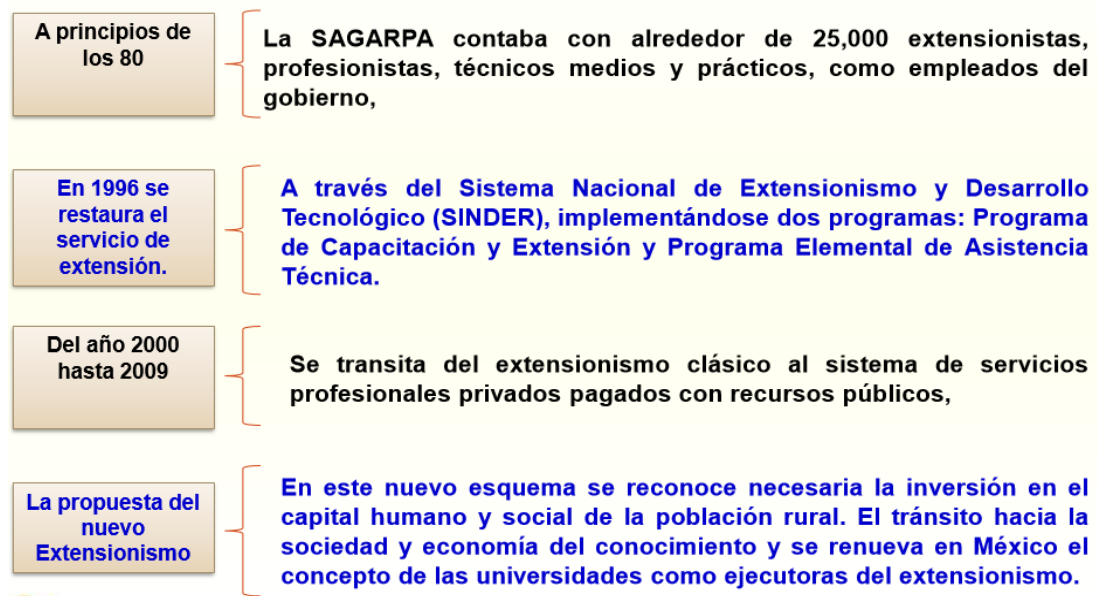 A principios de
los 80
La SAGARPA contaba con alrededor de 25,000 extensionistas,
profesionistas, técnicos medios y prácticos, como empleados del
gobierno,
En 1996 se
restaura el
servicio de
extensión.
A través del Sistema Nacional de Extensionismo y Desarrollo
Tecnológico (SINDER), implementándose dos programas: Programa
de Capacitación y Extensión y Programa Elemental de Asistencia
Técnica.
Del año 2000
hasta 2009
Se transita del extensionismo clásico al sistema de servicios
profesionales privados pagados con recursos públicos,
La propuesta del
nuevo
Extensionismo
En este nuevo esquema se reconoce necesaria la inversión en el
capital humano y social de la población rural. El tránsito hacia la
sociedad y economía del conocimiento y se renueva en México el
concepto de las universidades como ejecutoras del extensionismo.